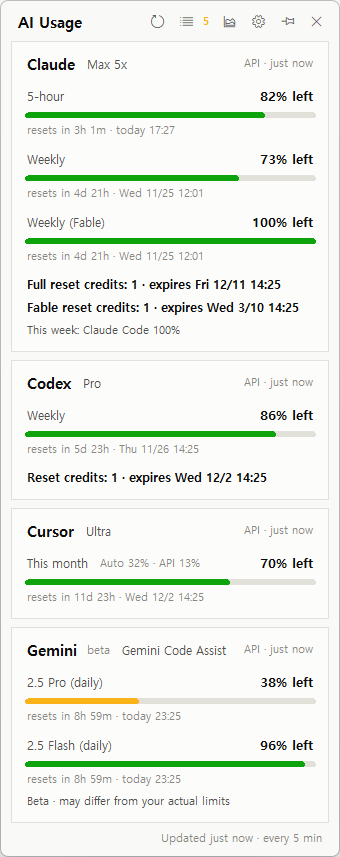 AI Usage 5
Claude Max 5x API · just now
5-hour 82% left
resets in 3h 1m · today 17:27
Weekly 73% left
resets in 4d 21h · Wed 11/25 12:01
Weekly (Fable) 100% left
resets in 4d 21h · Wed 11/25 12:01
Full reset credits: 1 · expires Fri 12/11 14:25
Fable reset credits: 1 · expires Wed 3/10 14:25
This week: Claude Code 100%
Codex Pro API · just now
Weekly 86% left
resets in 5d 23h · Thu 11/26 14:25
Reset credits: 1 · expires Wed 12/2 14:25
Cursor Ultra API · just now
This month Auto 32% · API 13% 70% left
resets in 11d 23h · Wed 12/2 14:25
Gemini beta Gemini Code Assist API · just now
2.5 Pro (daily) 38% left
resets in 8h 59m · today 23:25
2.5 Flash (daily) 96% left
resets in 8h 59m · today 23:25
Beta · may differ from your actual limits
Updated just now · every 5 min